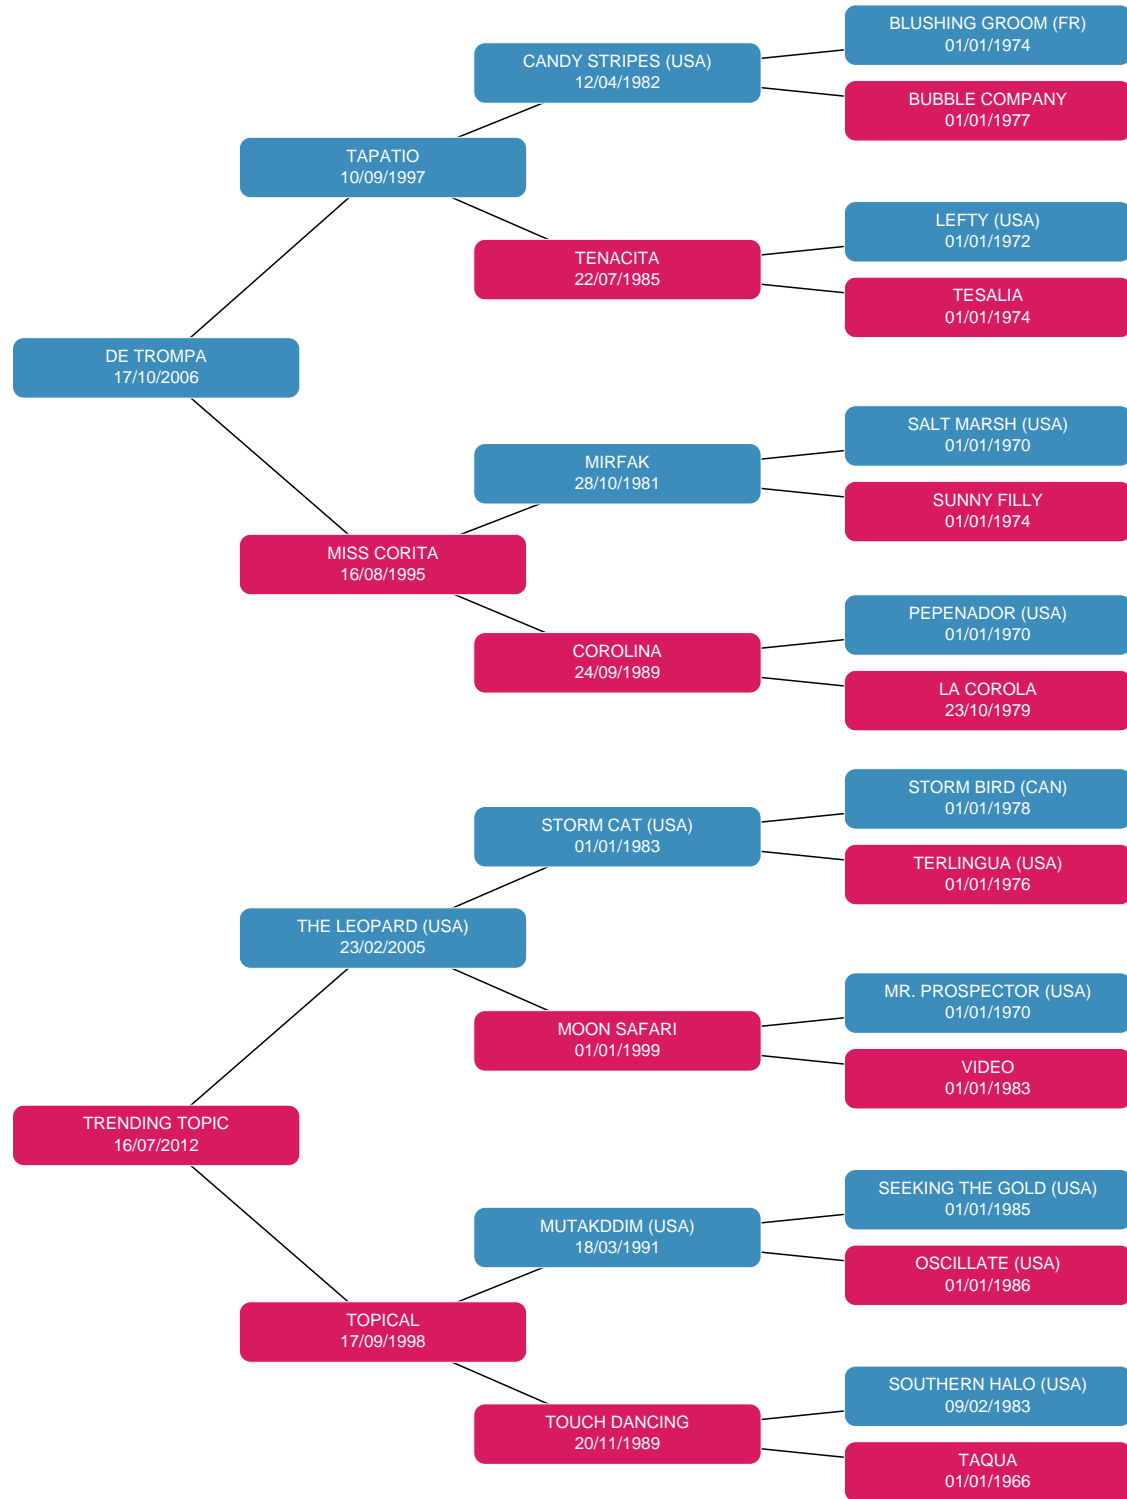 BLUSHING GROOM (FR)
01/01/1974
CANDY STRIPES (USA)
12/04/1982
BUBBLE COMPANY
01/01/1977
TAPATIO
10/09/1997
LEFTY (USA)
01/01/1972
TENACITA
22/07/1985
TESALIA
01/01/1974
DE TROMPA
17/10/2006
SALT MARSH (USA)
01/01/1970
MIRFAK
28/10/1981
SUNNY FILLY
01/01/1974
MISS CORITA
16/08/1995
PEPENADOR (USA)
01/01/1970
COROLINA
24/09/1989
LA COROLA
23/10/1979
STORM BIRD (CAN)
01/01/1978
STORM CAT (USA)
01/01/1983
TERLINGUA (USA)
01/01/1976
THE LEOPARD (USA)
23/02/2005
MR. PROSPECTOR (USA)
01/01/1970
MOON SAFARI
01/01/1999
VIDEO
01/01/1983
TRENDING TOPIC
16/07/2012
SEEKING THE GOLD (USA)
01/01/1985
MUTAKDDIM (USA)
18/03/1991
OSCILLATE (USA)
01/01/1986
TOPICAL
17/09/1998
SOUTHERN HALO (USA)
09/02/1983
TOUCH DANCING
20/11/1989
TAQUA
01/01/1966